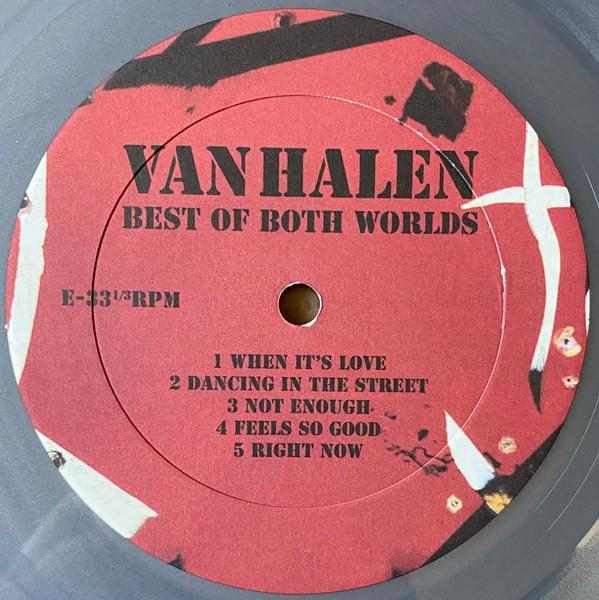 VAN HALEN
BEST OF BOTH WORLDS
E-33 1/3 RPM
1 WHEN IT'S LOVE
2 DANCING IN THE STREET
3 NOT ENOUGH
4 FEELS SO GOOD
5 RIGHT NOW